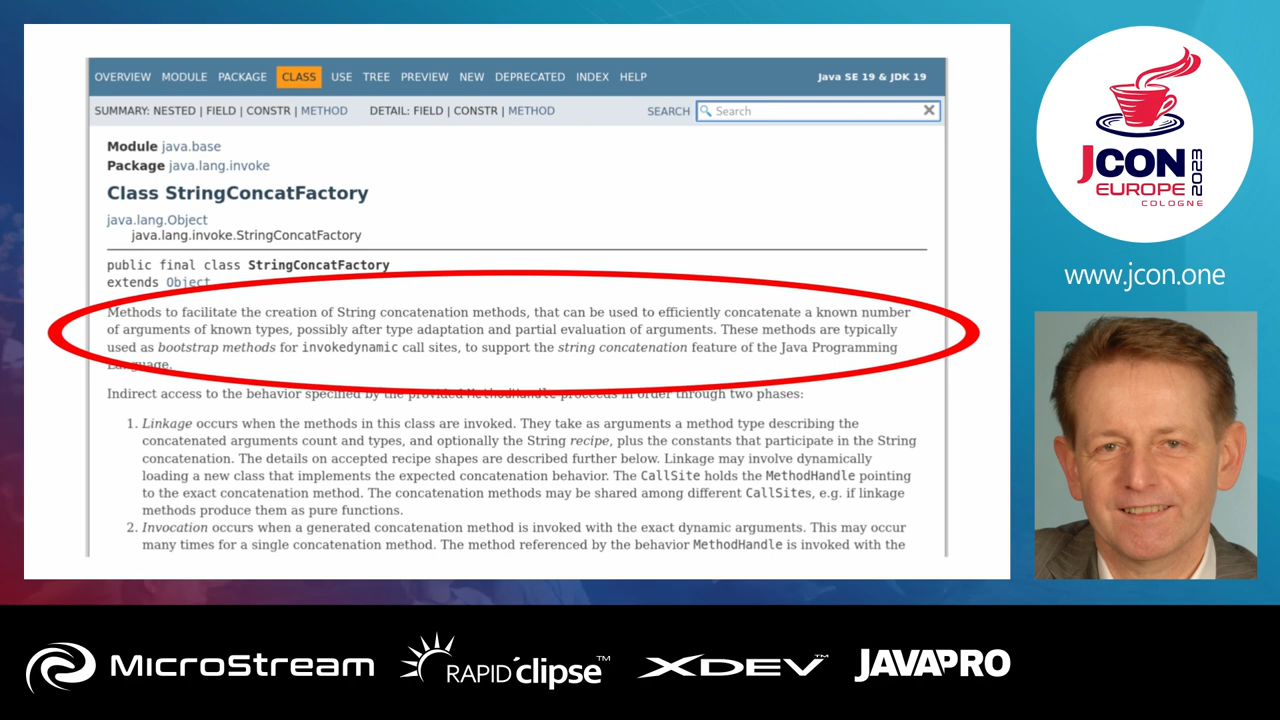 OVERVIEW MODULE PACKAGE CLASS USE TREE PREVIEW NEW DEPRECATED INDEX HELP Java SE 19 & JDK 19
SUMMARY: NESTED | FIELD | CONSTR | METHOD DETAIL: FIELD | CONSTR | METHOD SEARCH Search
Module java.base
Package java.lang.invoke
Class StringConcatFactory
java.lang.Object
java.lang.invoke.StringConcatFactory
public final class StringConcatFactory
extends Object
Methods to facilitate the creation of String concatenation methods, that can be used to efficiently concatenate a known number
of arguments of known types, possibly after type adaptation and partial evaluation of arguments. These methods are typically
used as bootstrap methods for invokedynamic call sites, to support the string concatenation feature of the Java Programming
Language.
Indirect access to the behavior specified by the provided MethodHandle proceeds in order through two phases:
1. Linkage occurs when the methods in this class are invoked. They take as arguments a method type describing the
concatenated arguments count and types, and optionally the String recipe, plus the constants that participate in the String
concatenation. The details on accepted recipe shapes are described further below. Linkage may involve dynamically
loading a new class that implements the expected concatenation behavior. The CallSite holds the MethodHandle pointing
to the exact concatenation method. The concatenation methods may be shared among different CallSites, e.g. if linkage
methods produce them as pure functions.
2. Invocation occurs when a generated concatenation method is invoked with the exact dynamic arguments. This may occur
many times for a single concatenation method. The method referenced by the behavior MethodHandle is invoked with the
JCON
EUROPE 2023
COLOGNE
www.jcon.one
MICROSTREAM RAPID'clipse™ XDEV™ JAVAPRO